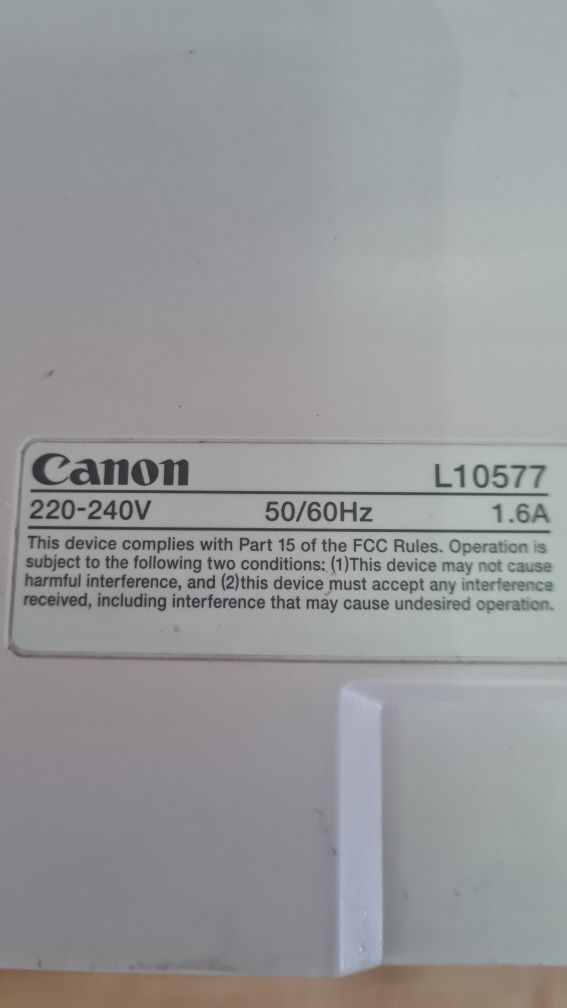 Canon L10577
220-240V 50/60Hz 1.6A
This device complies with Part 15 of the FCC Rules. Operation is
subject to the following two conditions: (1)This device may not cause
harmful interference, and (2)this device must accept any interference
received, including interference that may cause undesired operation.